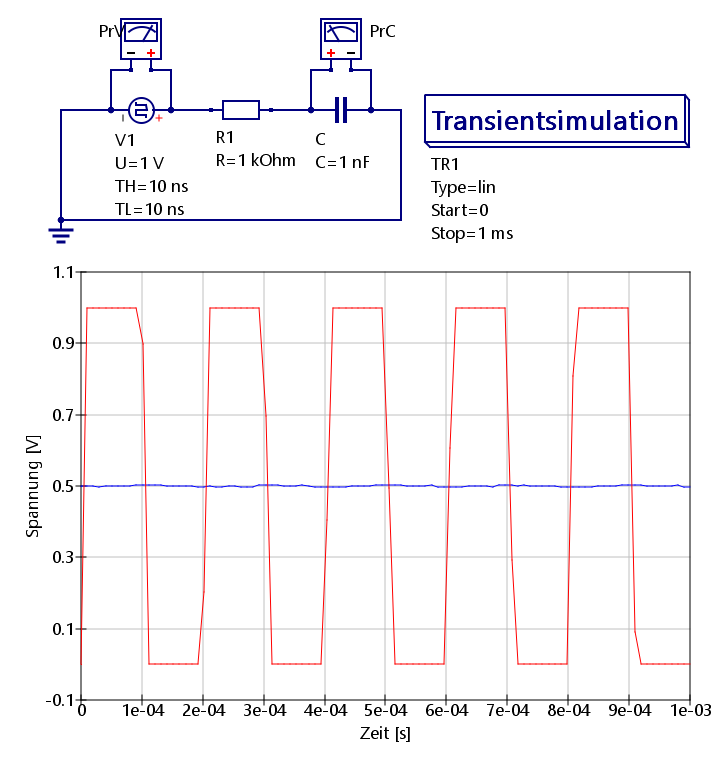 PrV
PrC
V1
U=1 V
TH=10 ns
TL=10 ns
R1
R=1 kOhm
C
C=1 nF
Transientsimulation
TR1
Type=lin
Start=0
Stop=1 ms
1.1
0.9
0.7
0.5
0.3
0.1
-0.1
Spannung [V]
0 1e-04 2e-04 3e-04 4e-04 5e-04 6e-04 7e-04 8e-04 9e-04 1e-03
Zeit [s]